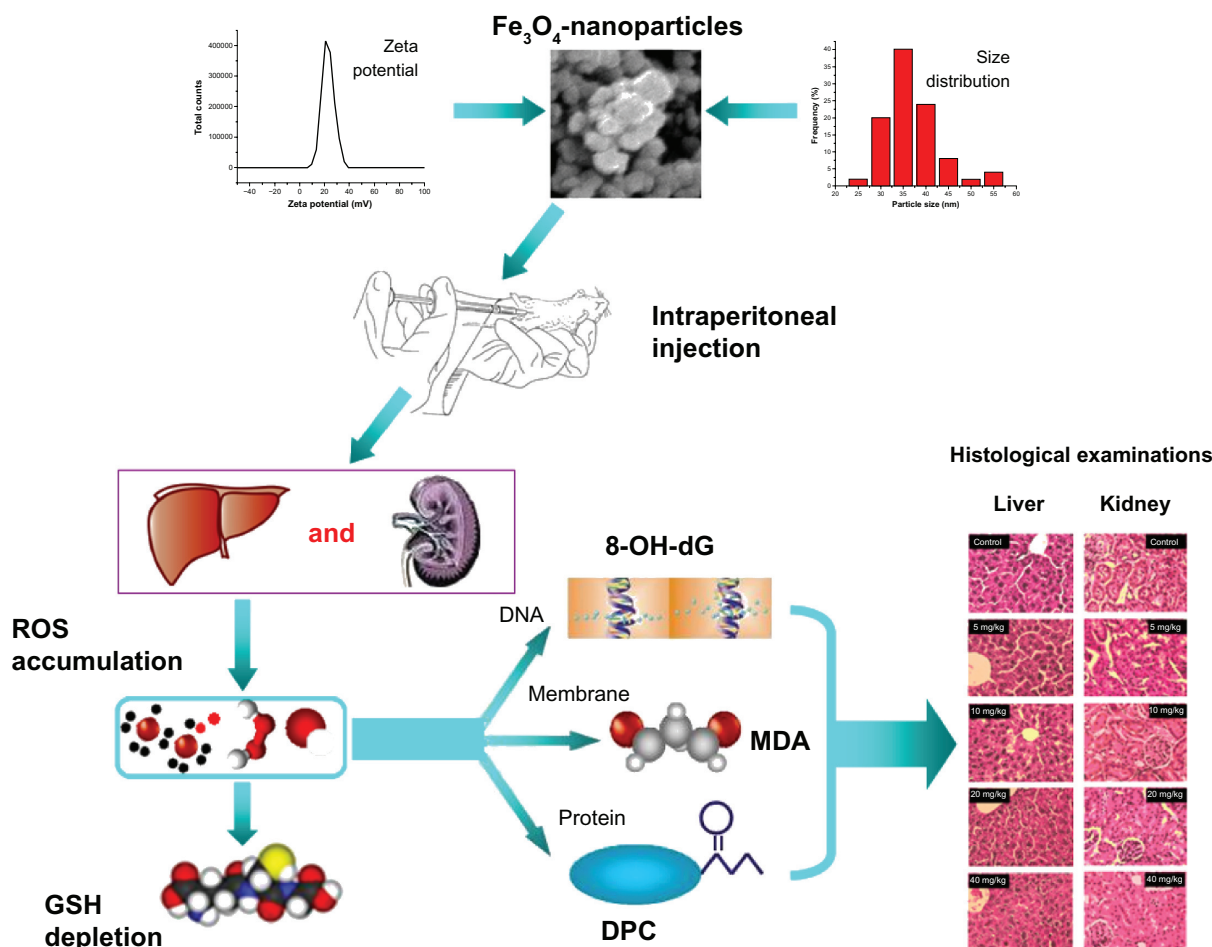 Fe₃O₄-nanoparticles
Zeta
potential
Total counts
400000
300000
200000
100000
0
−40
−20
0
20
40
60
80
100
Zeta potential (mV)
Size
distribution
Frequency (%)
40
35
30
25
20
15
10
5
0
20
25
30
35
40
45
50
55
60
Particle size (nm)
Intraperitoneal
injection
and
ROS
accumulation
GSH
depletion
DNA
8-OH-dG
Membrane
MDA
Protein
DPC
Histological examinations
Liver
Kidney
Control
Control
5 mg/kg
5 mg/kg
10 mg/kg
10 mg/kg
20 mg/kg
20 mg/kg
40 mg/kg
40 mg/kg